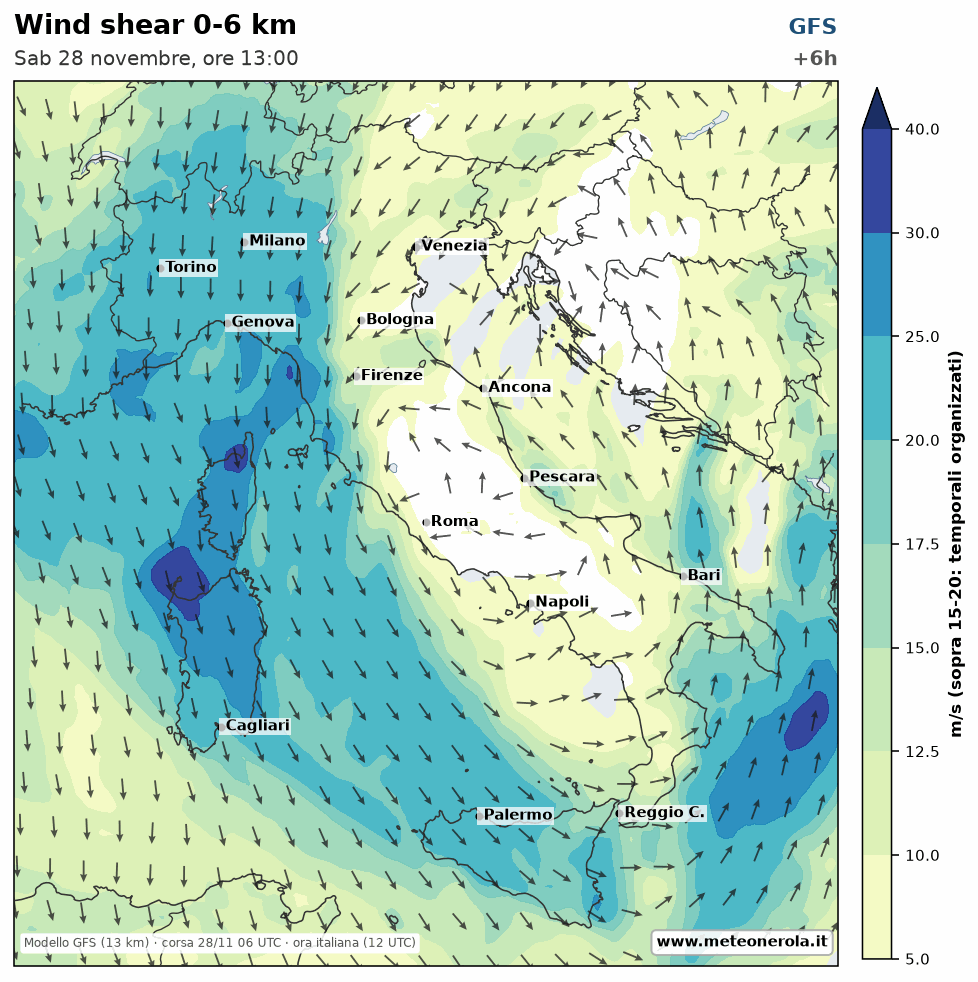 Wind shear 0-6 km
GFS
Sab 28 novembre, ore 13:00
+6h
40.0
30.0
25.0
20.0
17.5
15.0
12.5
10.0
5.0
m/s (sopra 15-20: temporali organizzati)
Milano
Venezia
Torino
Genova
Bologna
Firenze
Ancona
Pescara
Roma
Bari
Napoli
Cagliari
Palermo
Reggio C.
Modello GFS (13 km) · corsa 28/11 06 UTC · ora italiana (12 UTC)
www.meteonerola.it